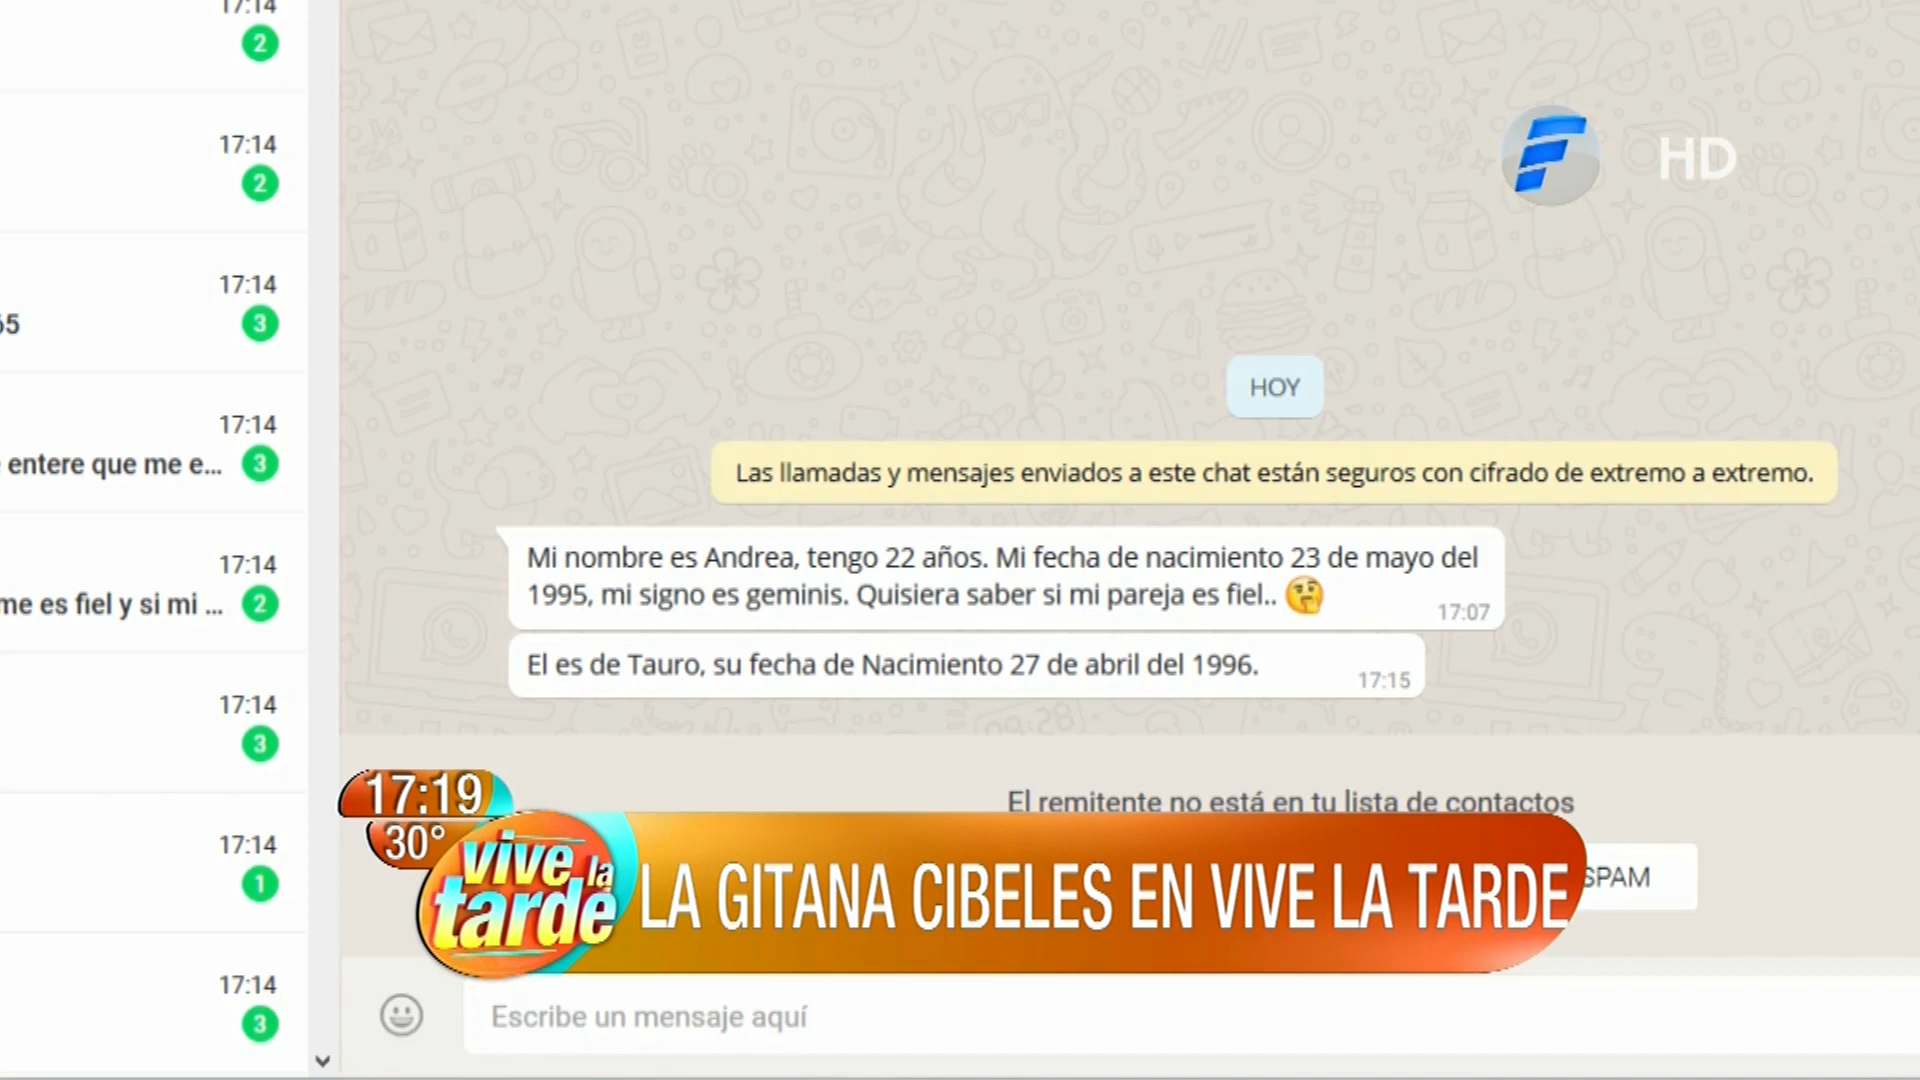 17:14
2
17:14
2
17:14
65
3
17:14
entere que me e...
3
17:14
me es fiel y si mi ...
2
17:14
3
17:14
1
17:14
3
HD
HOY
Las llamadas y mensajes enviados a este chat están seguros con cifrado de extremo a extremo.
Mi nombre es Andrea, tengo 22 años. Mi fecha de nacimiento 23 de mayo del
1995, mi signo es geminis. Quisiera saber si mi pareja es fiel..
17:07
El es de Tauro, su fecha de Nacimiento 27 de abril del 1996.
17:15
El remitente no está en tu lista de contactos
SPAM
17:19
30°
vive la
tarde
LA GITANA CIBELES EN VIVE LA TARDE
Escribe un mensaje aquí